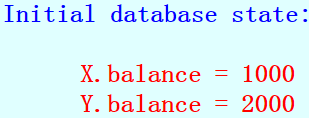 Initial database state:
X.balance = 1000
Y.balance = 2000